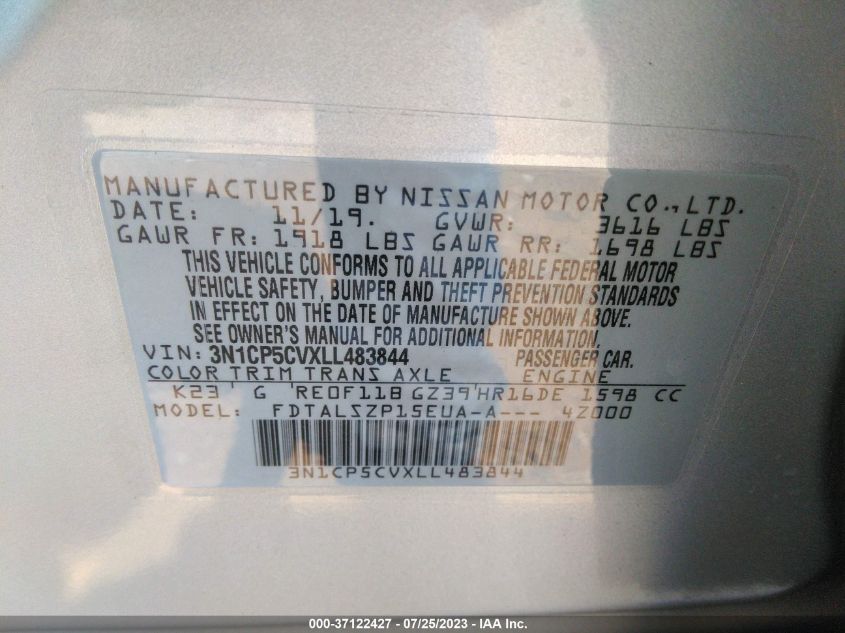 MANUFACTURED BY NISSAN MOTOR CO.,LTD.
DATE: 11/19. GVWR: 3616 LBS
GAWR FR: 1918 LBS GAWR RR: 1698 LBS
THIS VEHICLE CONFORMS TO ALL APPLICABLE FEDERAL MOTOR
VEHICLE SAFETY, BUMPER AND THEFT PREVENTION STANDARDS
IN EFFECT ON THE DATE OF MANUFACTURE SHOWN ABOVE.
SEE OWNER'S MANUAL FOR ADDITIONAL INFORMATION.
VIN: 3N1CP5CVXLL483844 PASSENGER CAR.
COLOR TRIM TRANS AXLE ENGINE
K23 ' G 'RE0F11B GZ39'HR16DE 1598 CC
MODEL: FDTALSZP15EUA-A--- 4Z000
3N1CP5CVXLL483844
000-37122427 - 07/25/2023 - IAA Inc.